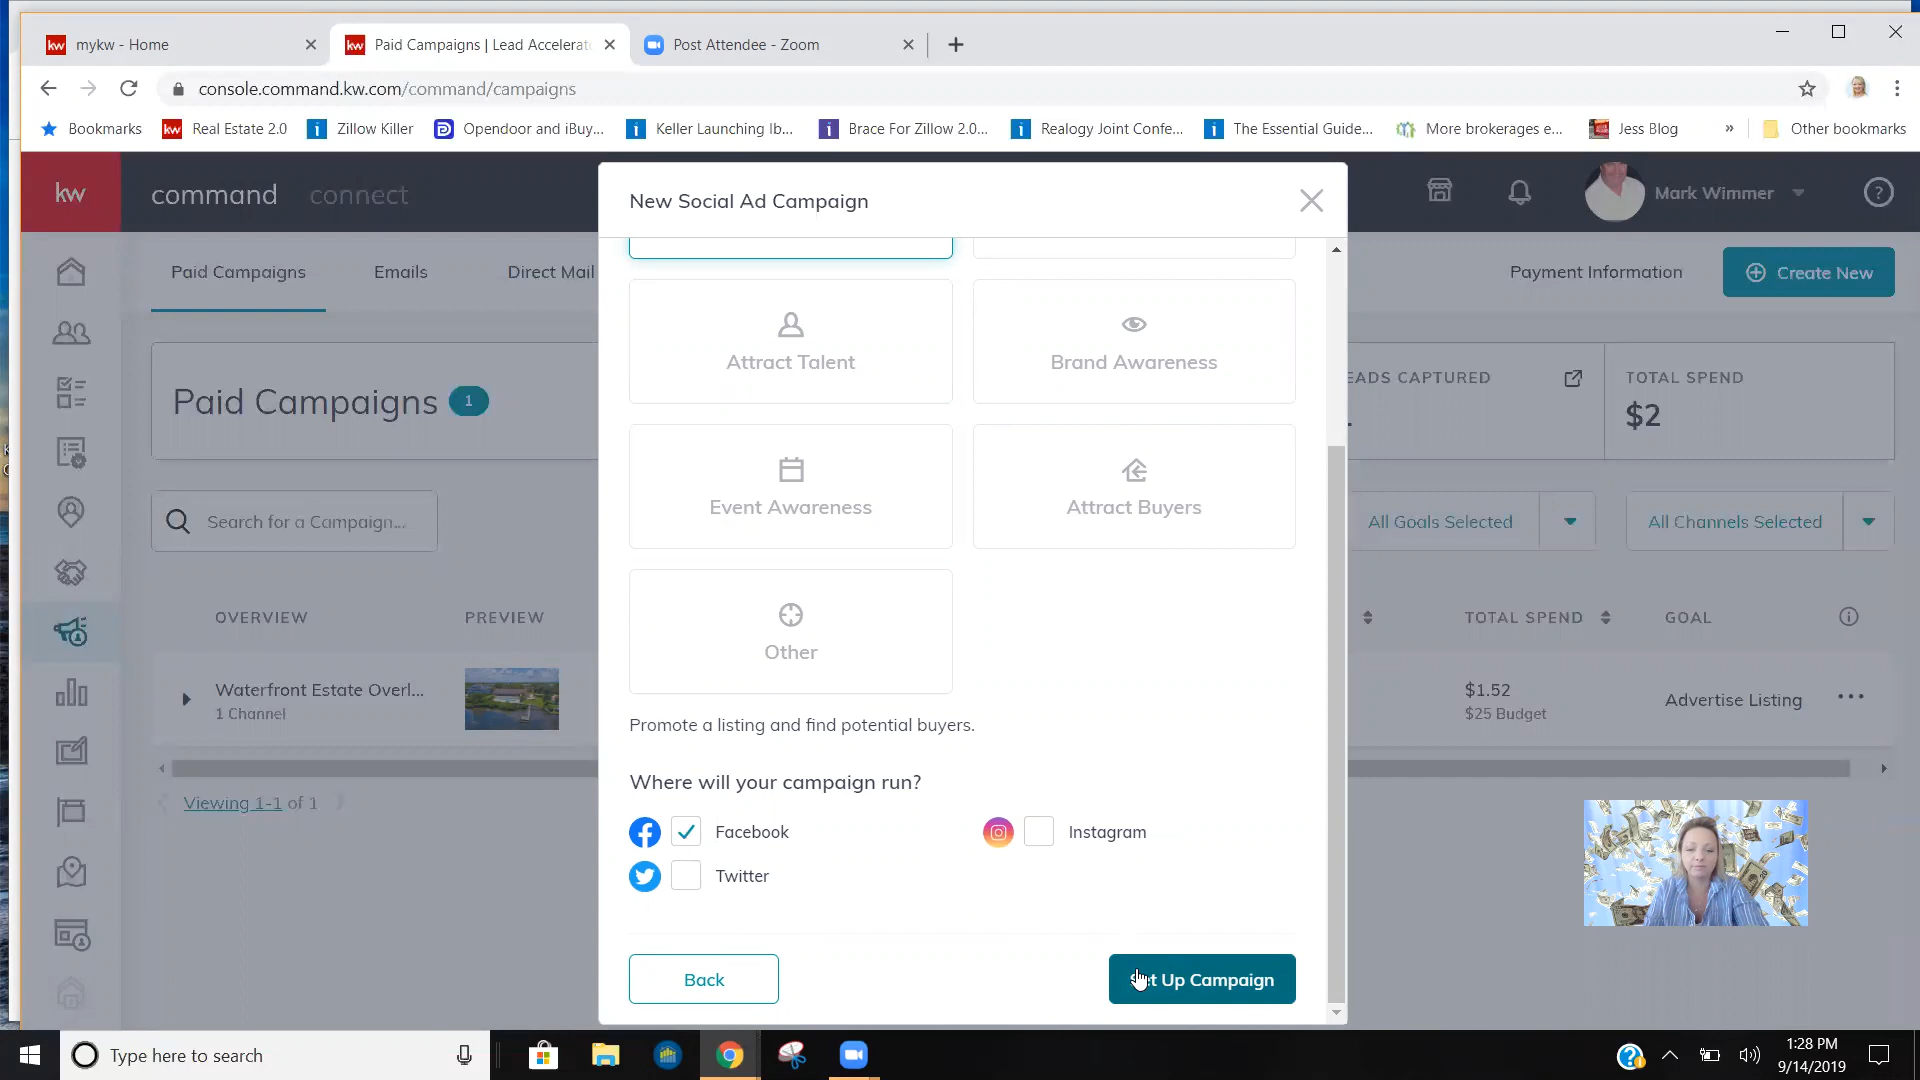 mykw - Home
Paid Campaigns | Lead Accelerat
Post Attendee - Zoom
console.command.kw.com/command/campaigns
Bookmarks
Real Estate 2.0
Zillow Killer
Opendoor and iBuy...
Keller Launching Ib...
Brace For Zillow 2.0...
Realogy Joint Confe...
The Essential Guide...
More brokerages e...
Jess Blog
»
Other bookmarks
kw
command
connect
New Social Ad Campaign
Mark Wimmer
Paid Campaigns
Emails
Direct Mail
Payment Information
Create New
Attract Talent
Brand Awareness
Paid Campaigns 1
EADS CAPTURED
TOTAL SPEND
$2
Event Awareness
Attract Buyers
Search for a Campaign...
All Goals Selected
All Channels Selected
Other
OVERVIEW
PREVIEW
TOTAL SPEND
GOAL
Waterfront Estate Overl...
1 Channel
$1.52
$25 Budget
Advertise Listing
Promote a listing and find potential buyers.
Where will your campaign run?
Viewing 1-1 of 1
Facebook
Instagram
Twitter
Back
Up Campaign
Type here to search
1:28 PM
9/14/2019